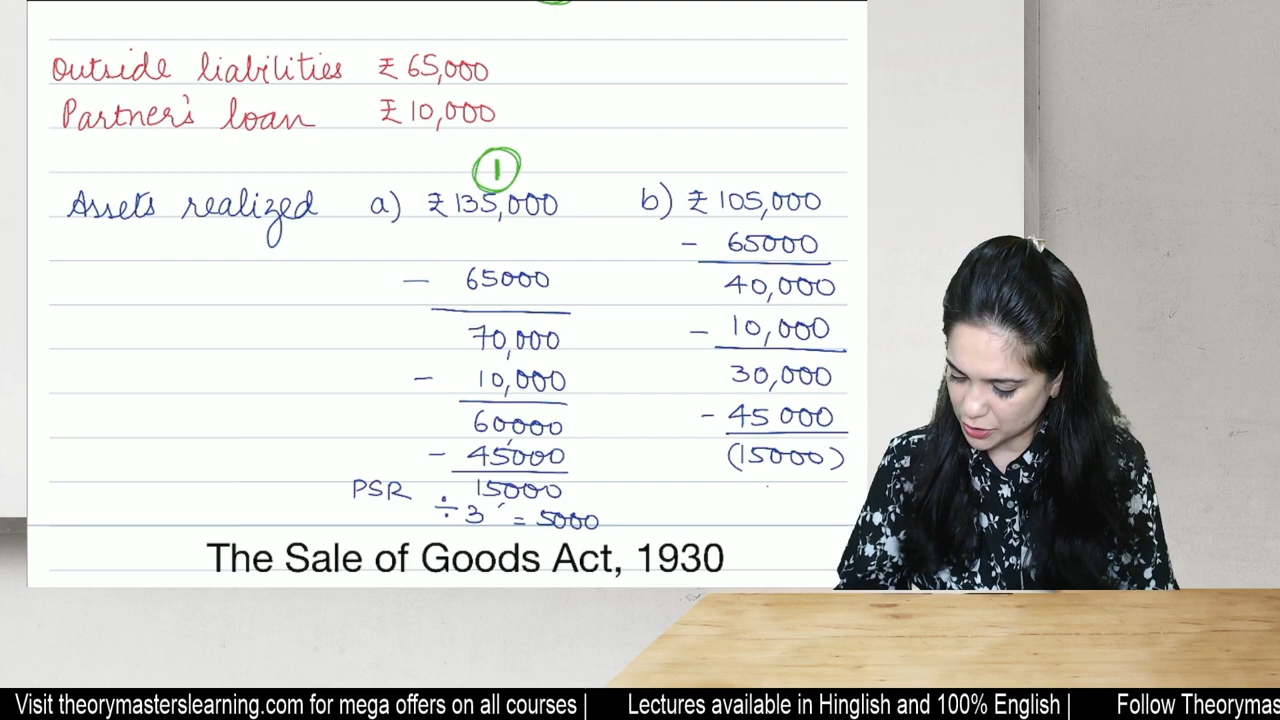 Outside liabilities ₹ 65,000
Partner's loan ₹ 10,000
1
Assets realized a) ₹ 135,000 b) ₹ 105,000
- 65000
- 65000
40,000
70,000
- 10,000
- 10,000
30,000
60000
- 45000
- 45000
(15000)
PSR 15000
÷ 3 = 5000
The Sale of Goods Act, 1930
Visit theorymasterslearning.com for mega offers on all courses | Lectures available in Hinglish and 100% English | Follow Theorymas